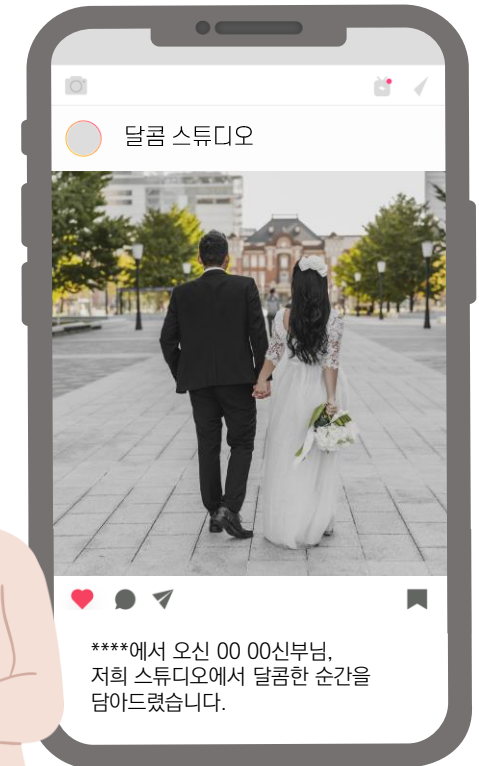 달콤 스튜디오
****에서 오신 00 00신부님,
저희 스튜디오에서 달콤한 순간을
담아드렸습니다.